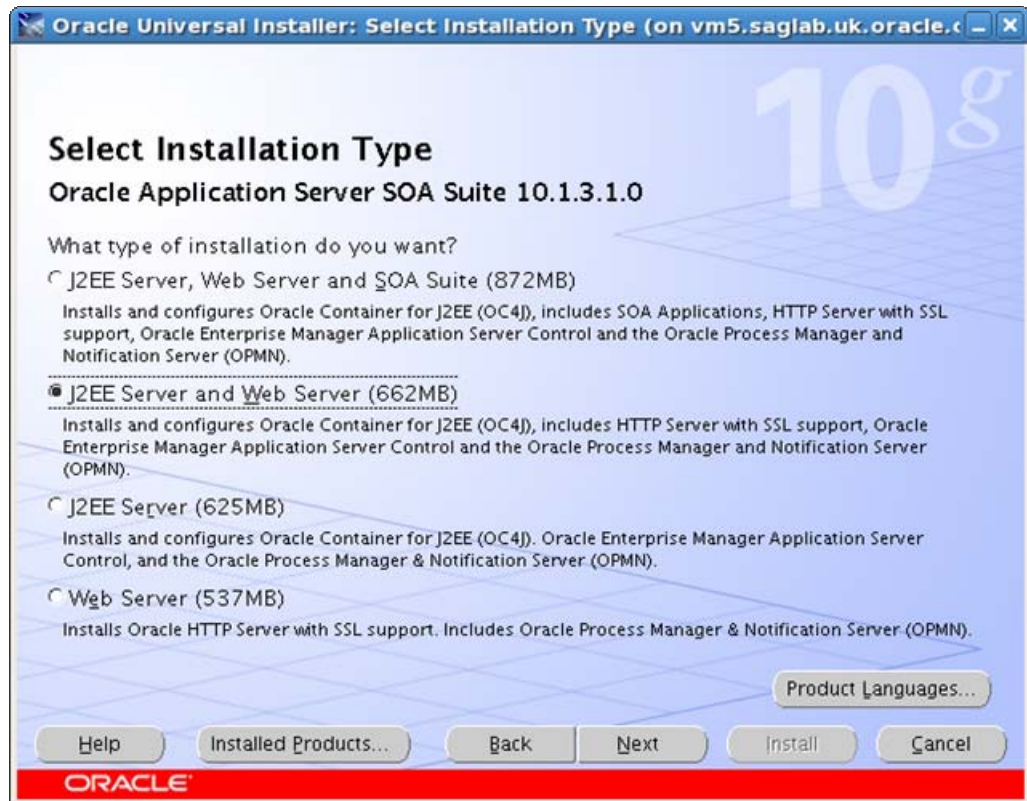 Oracle Universal Installer: Select Installation Type (on vm5.saglab.uk.oracle.c
10g
Select Installation Type
Oracle Application Server SOA Suite 10.1.3.1.0
What type of installation do you want?
J2EE Server, Web Server and SOA Suite (872MB)
Installs and configures Oracle Container for J2EE (OC4J), includes SOA Applications, HTTP Server with SSL
support, Oracle Enterprise Manager Application Server Control and the Oracle Process Manager and
Notification Server (OPMN).
J2EE Server and Web Server (662MB)
Installs and configures Oracle Container for J2EE (OC4J), includes HTTP Server with SSL support, Oracle
Enterprise Manager Application Server Control and the Oracle Process Manager and Notification Server
(OPMN).
J2EE Server (625MB)
Installs and configures Oracle Container for J2EE (OC4J). Oracle Enterprise Manager Application Server
Control, and the Oracle Process Manager & Notification Server (OPMN).
Web Server (537MB)
Installs Oracle HTTP Server with SSL support. Includes Oracle Process Manager & Notification Server (OPMN).
Product Languages...
Help Installed Products... Back Next Install Cancel
ORACLE